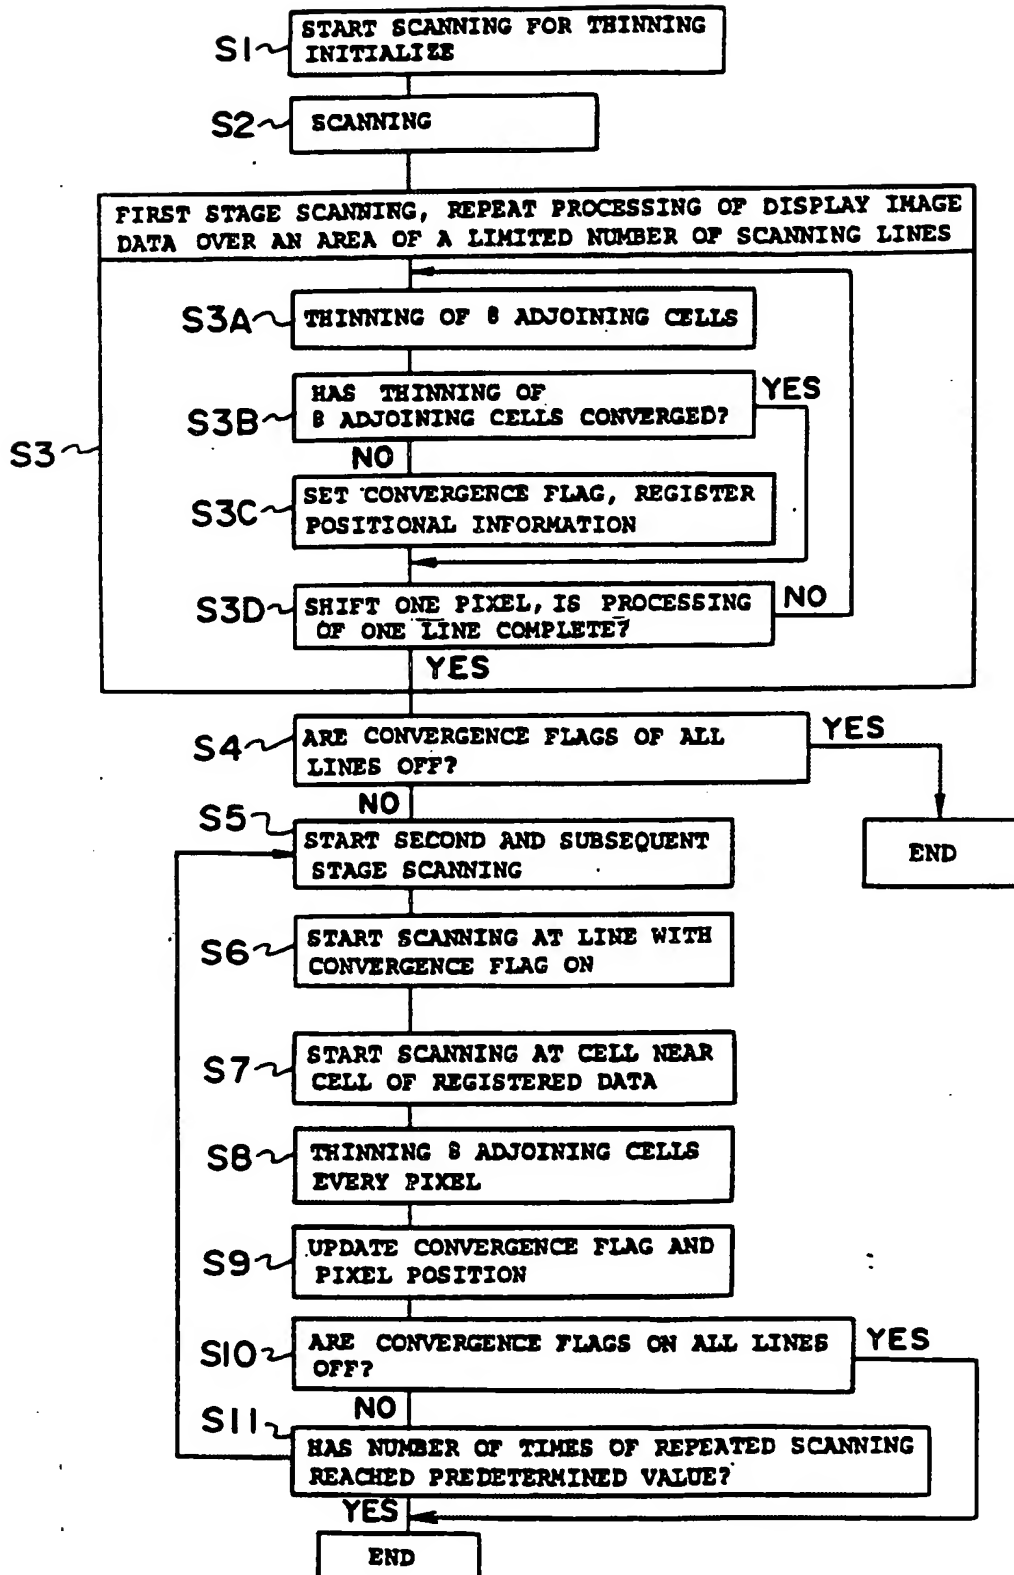 S1
START SCANNING FOR THINNING
INITIALIZE
S2
SCANNING
FIRST STAGE SCANNING, REPEAT PROCESSING OF DISPLAY IMAGE
DATA OVER AN AREA OF A LIMITED NUMBER OF SCANNING LINES
S3
S3A
THINNING OF 8 ADJOINING CELLS
S3B
HAS THINNING OF
8 ADJOINING CELLS CONVERGED?
YES
NO
S3C
SET CONVERGENCE FLAG, REGISTER
POSITIONAL INFORMATION
S3D
SHIFT ONE PIXEL, IS PROCESSING
OF ONE LINE COMPLETE?
NO
YES
S4
ARE CONVERGENCE FLAGS OF ALL
LINES OFF?
YES
NO
END
S5
START SECOND AND SUBSEQUENT
STAGE SCANNING
S6
START SCANNING AT LINE WITH
CONVERGENCE FLAG ON
S7
START SCANNING AT CELL NEAR
CELL OF REGISTERED DATA
S8
THINNING 8 ADJOINING CELLS
EVERY PIXEL
S9
UPDATE CONVERGENCE FLAG AND
PIXEL POSITION
S10
ARE CONVERGENCE FLAGS ON ALL LINES
OFF?
YES
NO
S11
HAS NUMBER OF TIMES OF REPEATED SCANNING
REACHED PREDETERMINED VALUE?
YES
END